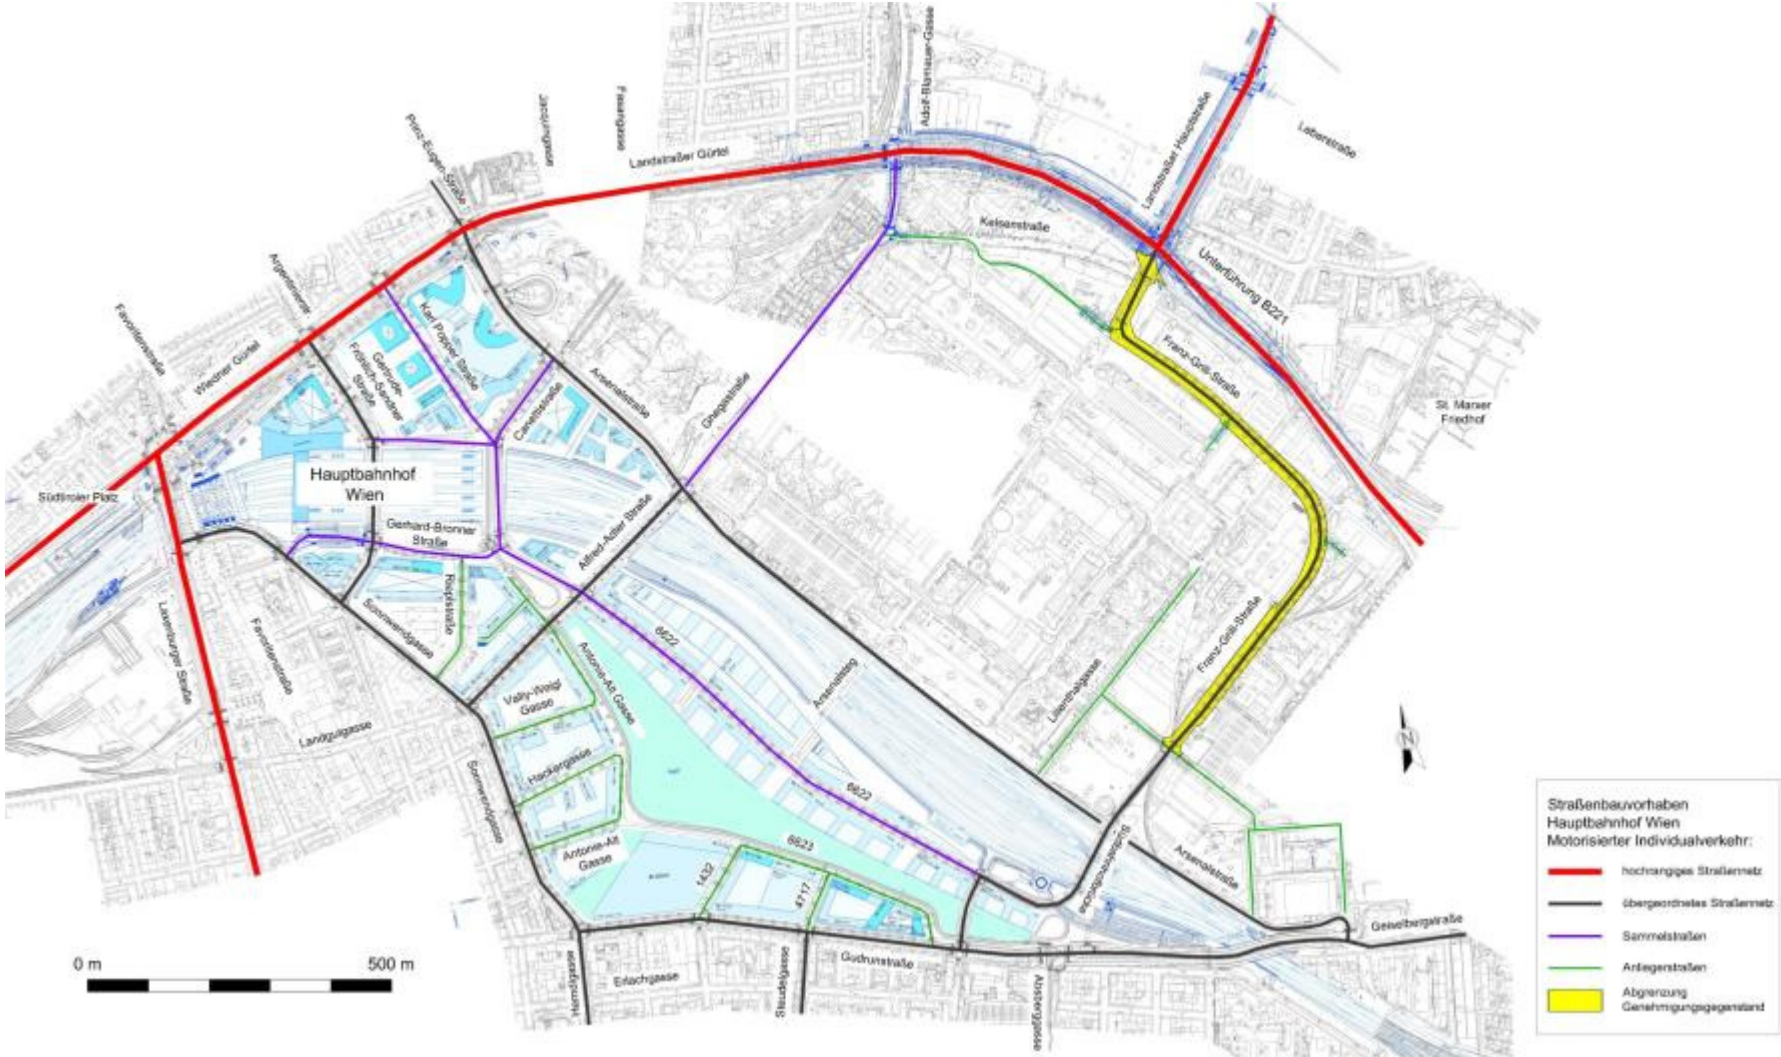 Adolf-Blamauer-Gasse
Landstraßer Hauptstraße
Leberstraße
Fasangasse
Jacquingasse
Prinz-Eugen-Straße
Landstraßer Gürtel
Kelsenstraße
Unterführung B221
Argentinierstr
Favoritenstraße
Wiedner Gürtel
Karl Popper Straße
Gertrude-
Fröhlich-Sandner
Straße
Canettistraße
Arsenalstraße
Ghegastraße
Franz-Grill-Straße
St. Marxer
Friedhof
Südtiroler Platz
Hauptbahnhof
Wien
Gerhard-Bronner
Straße
Alfred-Adler Straße
Laxenburger Straße
Favoritenstraße
Sonnwendgasse
Rieplstraße
Antonie-Alt Gasse
6622
Arsenalsteg
Lilienthalgasse
Franz-Grill-Straße
Vally-Weigl
Gasse
Landgutgasse
Hackergasse
Sonnwendgasse
6622
Antonie-Alt
Gasse
6623
1432
4717
Südbahnhofbrücke
Arsenalstraße
Geiselbergstraße
Gudrunstraße
Erlachgasse
Steudelgasse
Absberggasse
N
0 m
500 m
Straßenbauvorhaben
Hauptbahnhof Wien
Motorisierter Individualverkehr:
hochrangiges Straßennetz
übergeordnetes Straßennetz
Sammelstraßen
Anliegerstraßen
Abgrenzung
Genehmigungsgegenstand